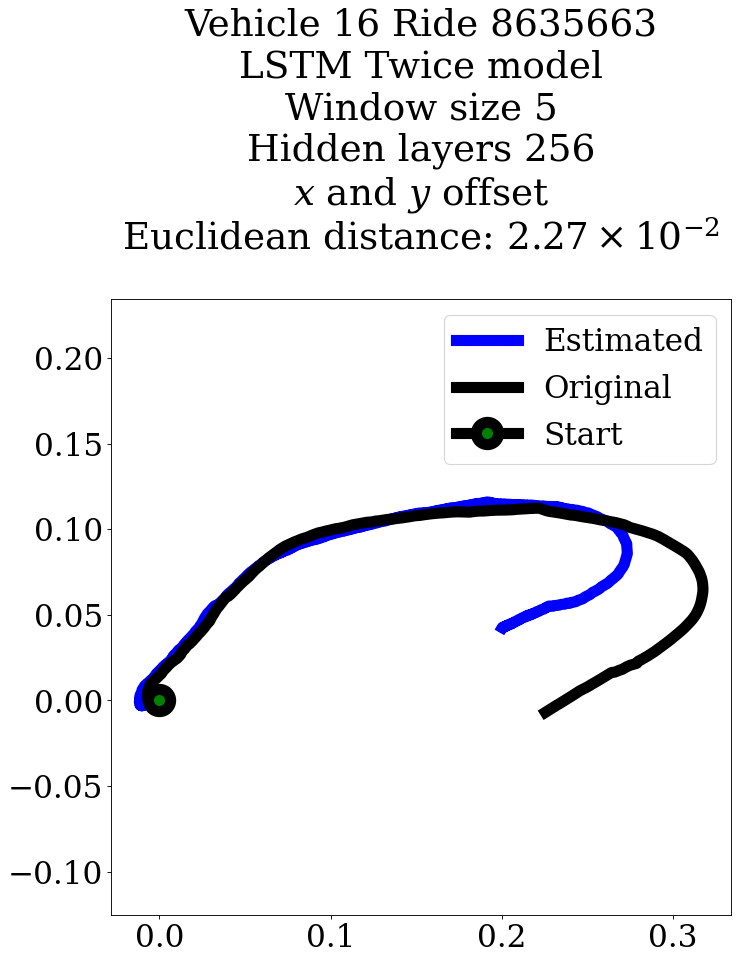 Vehicle 16 Ride 8635663
LSTM Twice model
Window size 5
Hidden layers 256
x and y offset
Euclidean distance: 2.27 × 10⁻²
Estimated
Original
Start
0.20
0.15
0.10
0.05
0.00
−0.05
−0.10
0.0 0.1 0.2 0.3